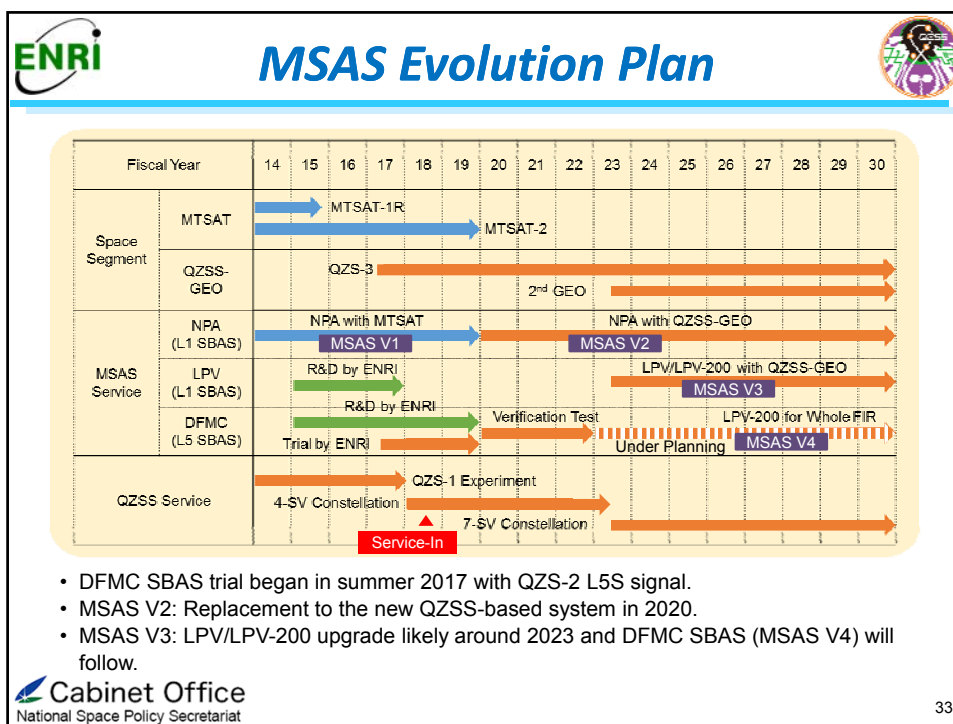 ENRI
MSAS Evolution Plan
QZSS
Fiscal Year 14 15 16 17 18 19 20 21 22 23 24 25 26 27 28 29 30
Space Segment
MTSAT
MTSAT-1R
MTSAT-2
QZSS-GEO
QZS-3
2nd GEO
MSAS Service
NPA (L1 SBAS)
NPA with MTSAT
MSAS V1
NPA with QZSS-GEO
MSAS V2
LPV (L1 SBAS)
R&D by ENRI
LPV/LPV-200 with QZSS-GEO
MSAS V3
DFMC (L5 SBAS)
R&D by ENRI
Trial by ENRI
Verification Test
LPV-200 for Whole FIR
Under Planning
MSAS V4
QZSS Service
QZS-1 Experiment
4-SV Constellation
7-SV Constellation
Service-In
• DFMC SBAS trial began in summer 2017 with QZS-2 L5S signal.
• MSAS V2: Replacement to the new QZSS-based system in 2020.
• MSAS V3: LPV/LPV-200 upgrade likely around 2023 and DFMC SBAS (MSAS V4) will
follow.
Cabinet Office
National Space Policy Secretariat
33